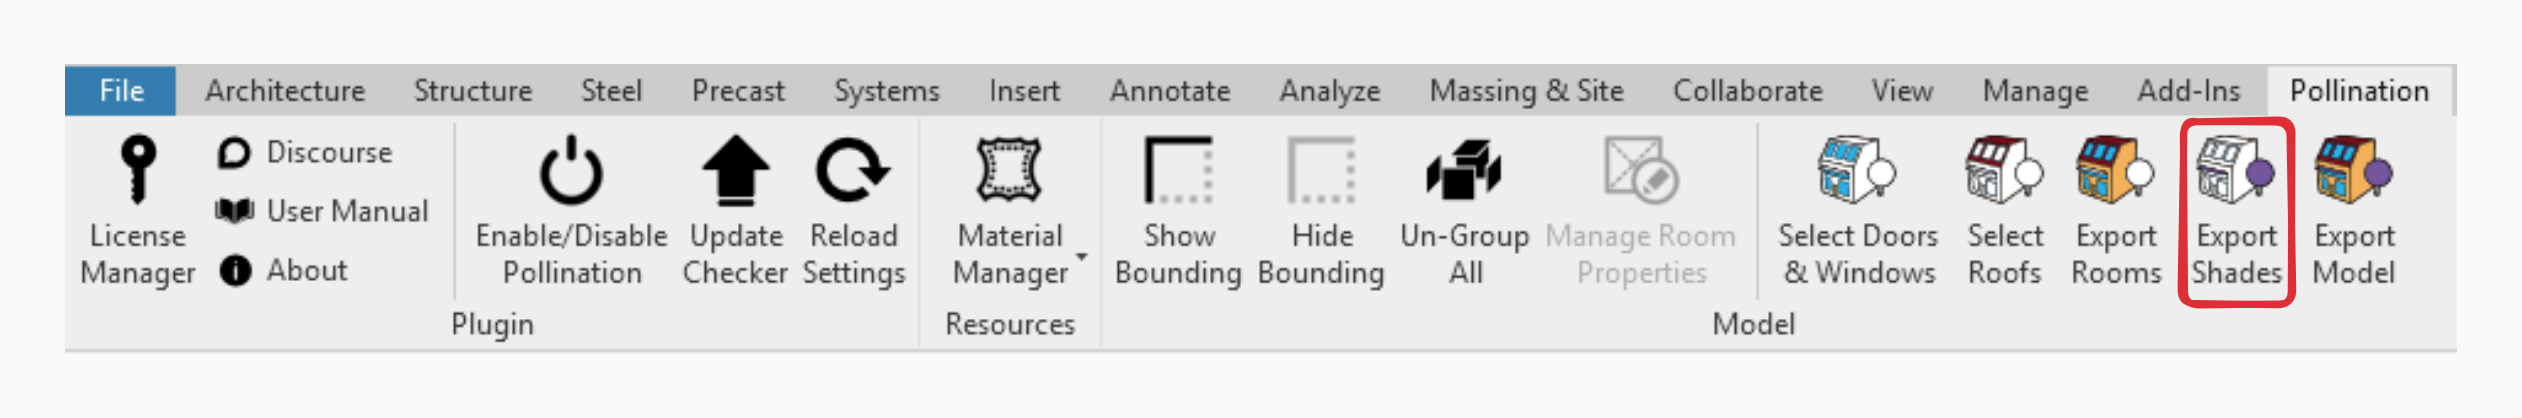 File Architecture Structure Steel Precast Systems Insert Annotate Analyze Massing & Site Collaborate View Manage Add-Ins Pollination
License
Manager
Discourse
User Manual
About
Enable/Disable
Pollination
Update
Checker
Reload
Settings
Plugin
Material
Manager
Resources
Show
Bounding
Hide
Bounding
Un-Group
All
Manage Room
Properties
Select Doors
& Windows
Select
Roofs
Export
Rooms
Export
Shades
Export
Model
Model